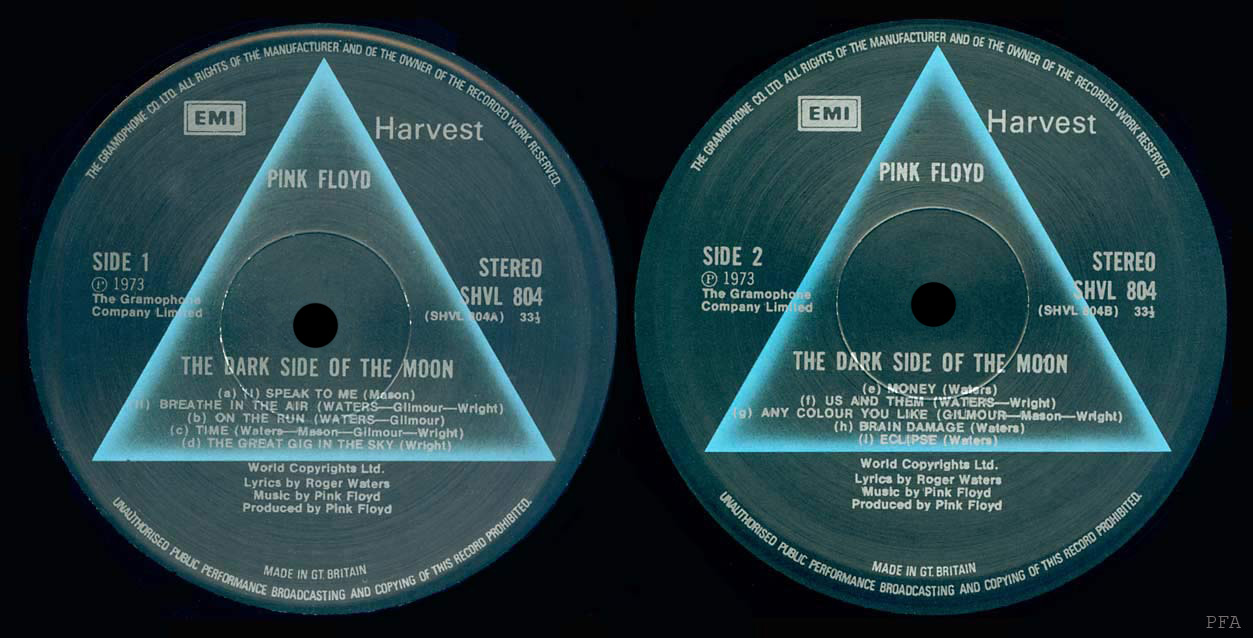 THE GRAMOPHONE CO. LTD. ALL RIGHTS OF THE MANUFACTURER AND OF THE OWNER OF THE RECORDED WORK RESERVED.
EMI
Harvest
PINK FLOYD
SIDE 1
Ⓟ 1973
The Gramophone
Company Limited
STEREO
SHVL 804
(SHVL 804A) 33⅓
THE DARK SIDE OF THE MOON
(a) (i) SPEAK TO ME (Mason)
(ii) BREATHE IN THE AIR (WATERS—Gilmour—Wright)
(b) ON THE RUN (WATERS—Gilmour)
(c) TIME (Waters—Mason—Gilmour—Wright)
(d) THE GREAT GIG IN THE SKY (Wright)
World Copyrights Ltd.
Lyrics by Roger Waters
Music by Pink Floyd
Produced by Pink Floyd
MADE IN GT. BRITAIN
UNAUTHORISED PUBLIC PERFORMANCE BROADCASTING AND COPYING OF THIS RECORD PROHIBITED.
THE GRAMOPHONE CO. LTD. ALL RIGHTS OF THE MANUFACTURER AND OF THE OWNER OF THE RECORDED WORK RESERVED.
EMI
Harvest
PINK FLOYD
SIDE 2
Ⓟ 1973
The Gramophone
Company Limited
STEREO
SHVL 804
(SHVL 804B) 33⅓
THE DARK SIDE OF THE MOON
(e) MONEY (Waters)
(f) US AND THEM (WATERS—Wright)
(g) ANY COLOUR YOU LIKE (GILMOUR—Mason—Wright)
(h) BRAIN DAMAGE (Waters)
(i) ECLIPSE (Waters)
World Copyrights Ltd.
Lyrics by Roger Waters
Music by Pink Floyd
Produced by Pink Floyd
MADE IN GT. BRITAIN
UNAUTHORISED PUBLIC PERFORMANCE BROADCASTING AND COPYING OF THIS RECORD PROHIBITED.
PFA